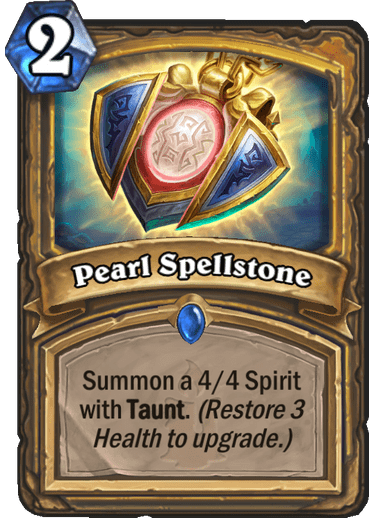 2
Pearl Spellstone
Summon a 4/4 Spirit
with Taunt. (Restore 3
Health to upgrade.)